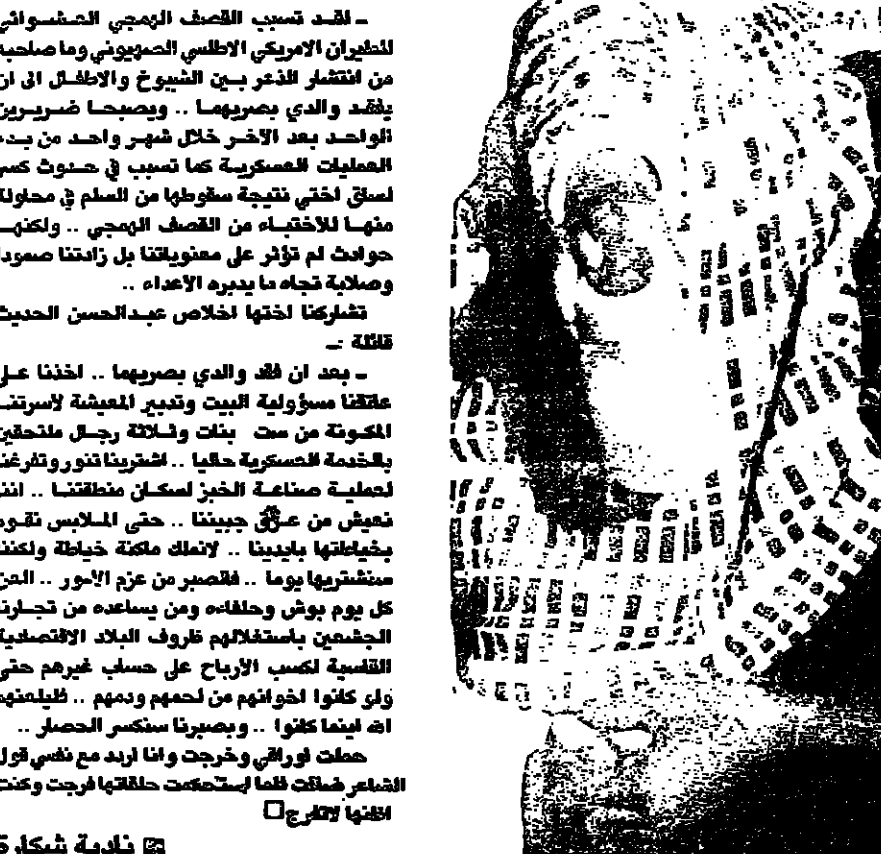 ـ لقد تسبب القصف الهمجي العشوائي
للطيران الامريكي الاطلسي الصهيوني وما صاحبه
من انتشار الذعر بين الشيوخ والاطفال الى ان
يفقد والدي بصريهما .. ويصبحا ضريرين
الواحد بعد الآخر خلال شهر واحد من بدء
العمليات العسكرية كما تسبب في حدوث كسر
لساق اختي نتيجة سقوطها من السلم في محاولة
منها للاختباء من القصف الهمجي .. ولكنها
حوادث لم تؤثر على معنوياتنا بل زادتنا صمودا
وصلابة تجاه ما يدبره الأعداء ..
تشاركنا اختها اخلاص عبدالحسن الحديث
قائلة :ـ
ـ بعد ان فقد والدي بصريهما .. اخذنا على
عاتقنا مسؤولية البيت وتدبير المعيشة لاسرتنا
المكونة من ست بنات وثلاثة رجال ملتحقين
بالخدمة العسكرية حاليا .. اشترينا تنور وتفرغنا
لعملية صناعة الخبز لسكان منطقتنا .. اننا
نعيش من عرق جبيننا .. حتى الملابس نقوم
بخياطتها بايدينا .. لانملك ماكنة خياطة ولكننا
سنشتريها يوما .. فالصبر من عزم الأمور .. العن
كل يوم بوش وحلفاءه ومن يساعده من تجارنا
الجشعين باستغلالهم ظروف البلاد الاقتصادية
القاسية لكسب الأرباح على حساب غيرهم حتى
ولو كانوا اخوانهم من لحمهم ودمهم .. فليلعنهم
الله اينما كانوا .. وبصبرنا سنكسر الحصار ..
حملت اوراقي وخرجت وانا اردد مع نفسي قول
الشاعر ضاقت فلما استحكمت حلقاتها فرجت وكنت
اظنها لاتفرج
نادية شيكارة